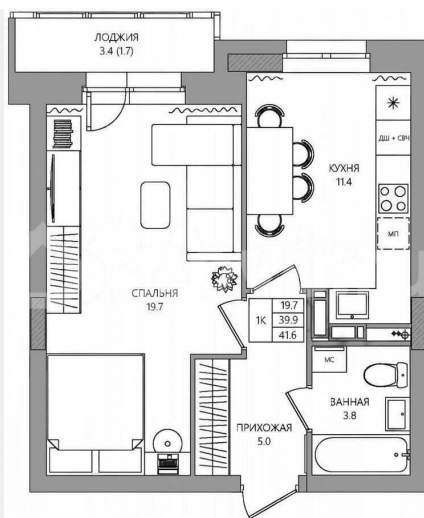 ЛОДЖИЯ
3.4 (1.7)
ДШ + СВЧ
КУХНЯ
11.4
МП
СПАЛЬНЯ
19.7
1К
19.7
39.9
41.6
МС
ВАННАЯ
3.8
ПРИХОЖАЯ
5.0